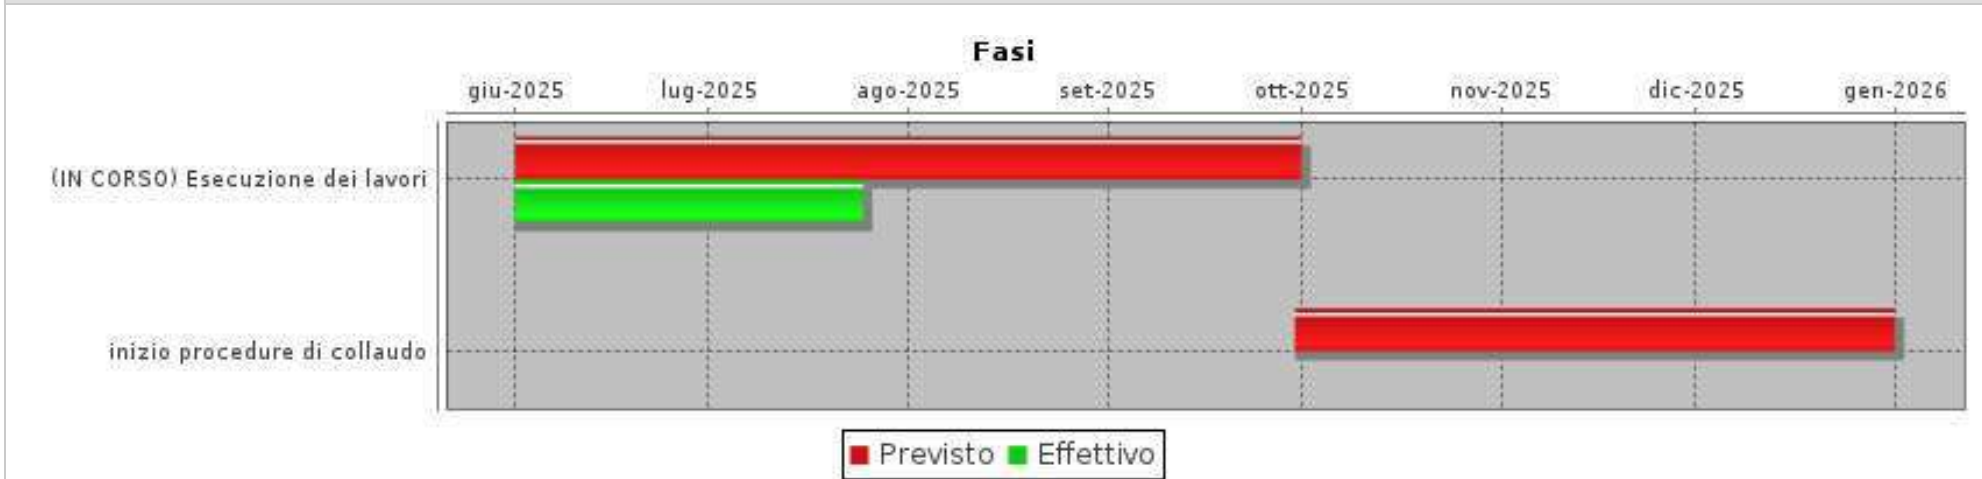 Fasi
giu-2025 lug-2025 ago-2025 set-2025 ott-2025 nov-2025 dic-2025 gen-2026
(IN CORSO) Esecuzione dei lavori
inizio procedure di collaudo
Previsto Effettivo